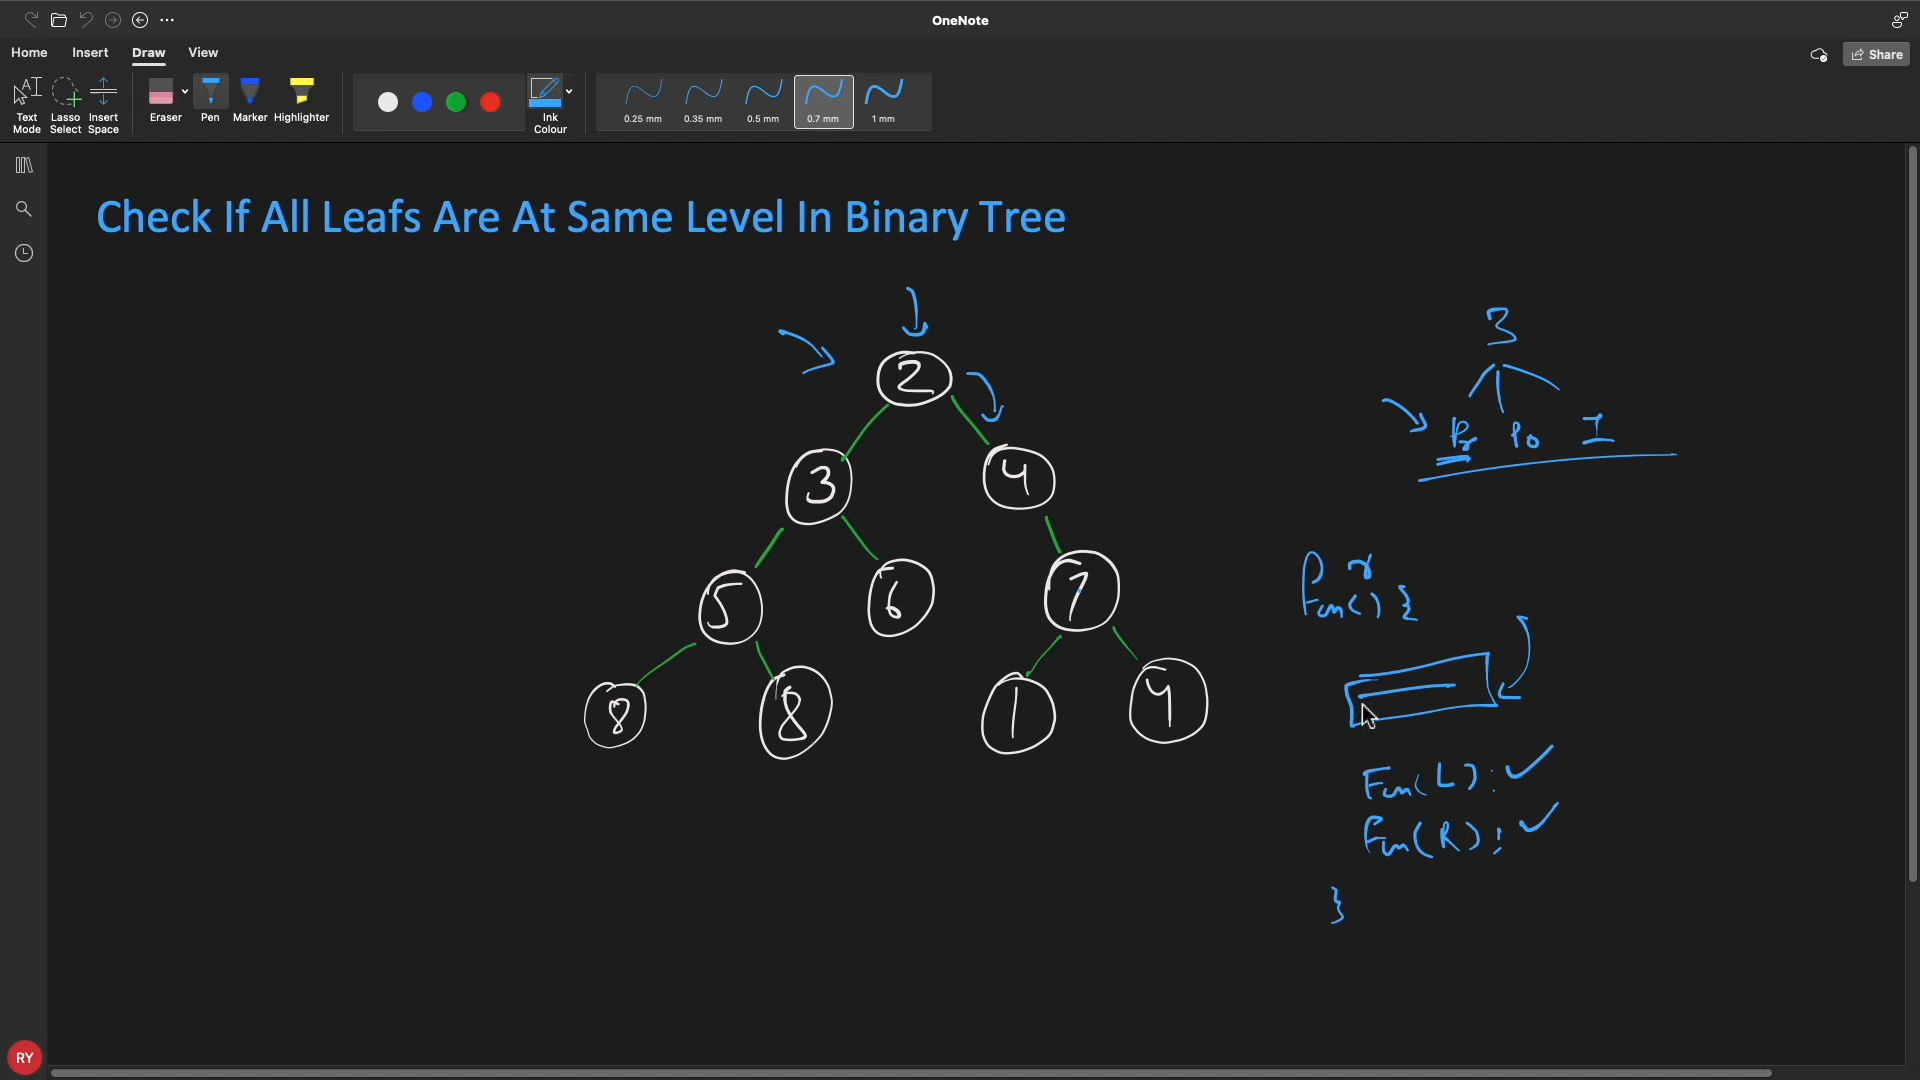 OneNote
Home Insert Draw View
Share
Text Mode
Lasso Select
Insert Space
Eraser
Pen
Marker
Highlighter
Ink Colour
0.25 mm
0.35 mm
0.5 mm
0.7 mm
1 mm
Check If All Leafs Are At Same Level In Binary Tree
2
3 4
5 6 7
8 8 1 4
3
Pr Po I
Fun() {
Fun(L):
Fun(R):
}
RY